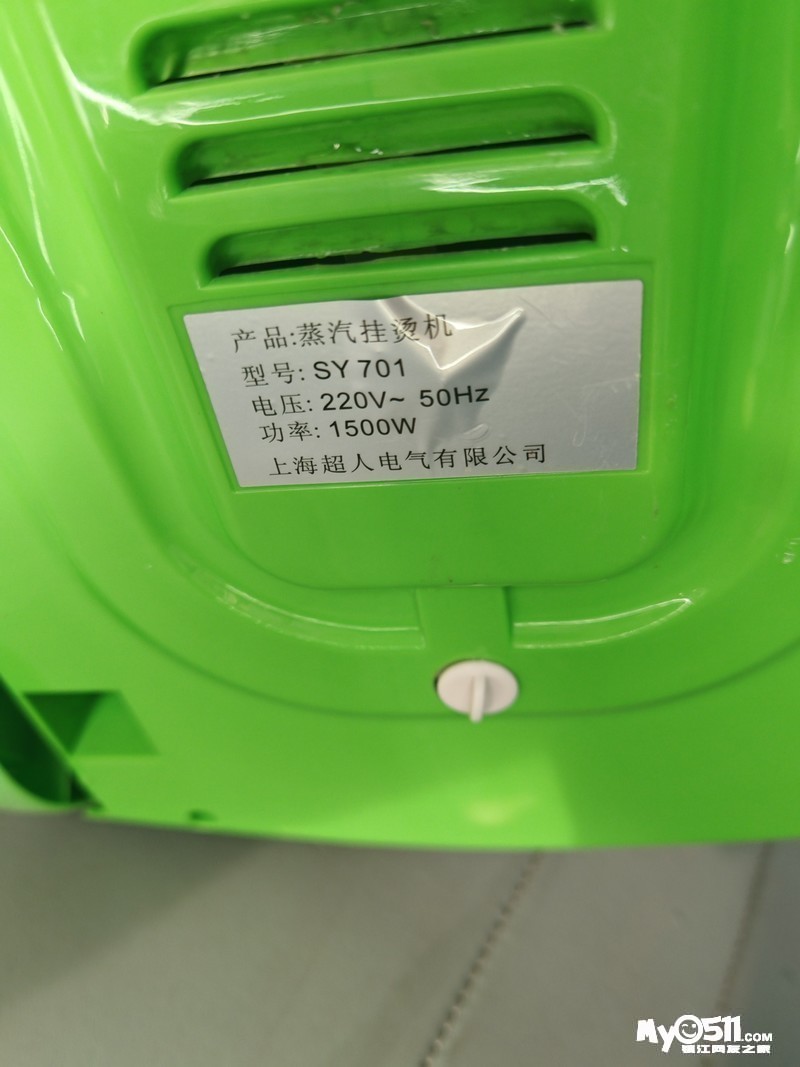 产品:蒸汽挂烫机
型号: SY 701
电压: 220V~ 50Hz
功率: 1500W
上海超人电气有限公司
My0511.COM
镇江网友之家